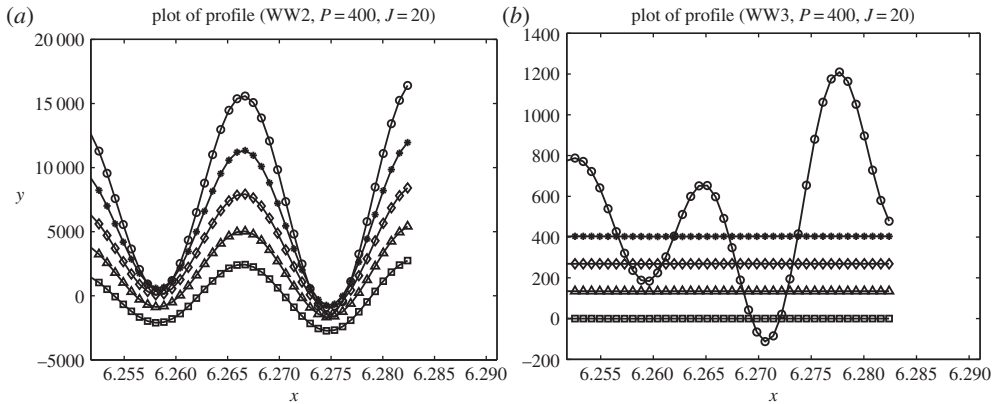 (a) plot of profile (WW2, P = 400, J = 20)
20 000
15 000
10 000
5000
0
−5000
y
6.255 6.260 6.265 6.270 6.275 6.280 6.285 6.290
x
(b) plot of profile (WW3, P = 400, J = 20)
1400
1200
1000
800
600
400
200
0
−200
6.255 6.260 6.265 6.270 6.275 6.280 6.285 6.290
x